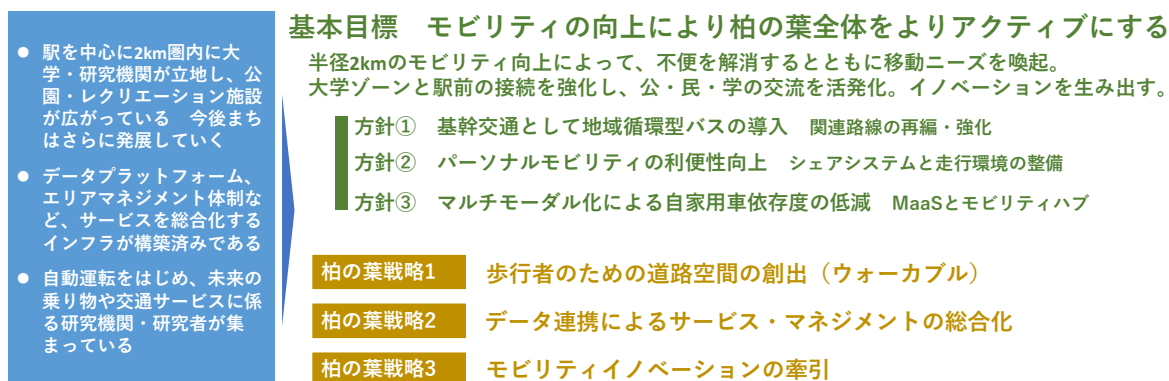 ● 駅を中心に2km圏内に大
学・研究機関が立地し、公
園・レクリエーション施設
が広がっている　今後まち
はさらに発展していく
● データプラットフォーム、
エリアマネジメント体制な
ど、サービスを総合化する
インフラが構築済みである
● 自動運転をはじめ、未来の
乗り物や交通サービスに係
る研究機関・研究者が集
まっている
基本目標　モビリティの向上により柏の葉全体をよりアクティブにする
半径2kmのモビリティ向上によって、不便を解消するとともに移動ニーズを喚起。
大学ゾーンと駅前の接続を強化し、公・民・学の交流を活発化。イノベーションを生み出す。
方針①　基幹交通として地域循環型バスの導入　関連路線の再編・強化
方針②　パーソナルモビリティの利便性向上　シェアシステムと走行環境の整備
方針③　マルチモーダル化による自家用車依存度の低減　MaaSとモビリティハブ
柏の葉戦略1　歩行者のための道路空間の創出（ウォーカブル）
柏の葉戦略2　データ連携によるサービス・マネジメントの総合化
柏の葉戦略3　モビリティイノベーションの牽引